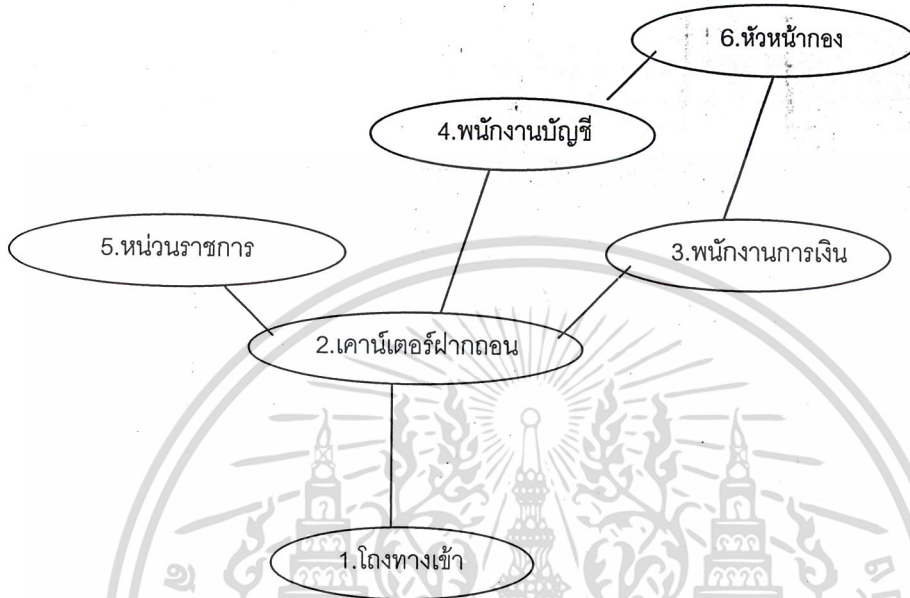 6.หัวหน้ากอง
4.พนักงานบัญชี
5.หน่วนราชการ
3.พนักงานการเงิน
2.เคาน์เตอร์ฝากถอน
1.โถงทางเข้า